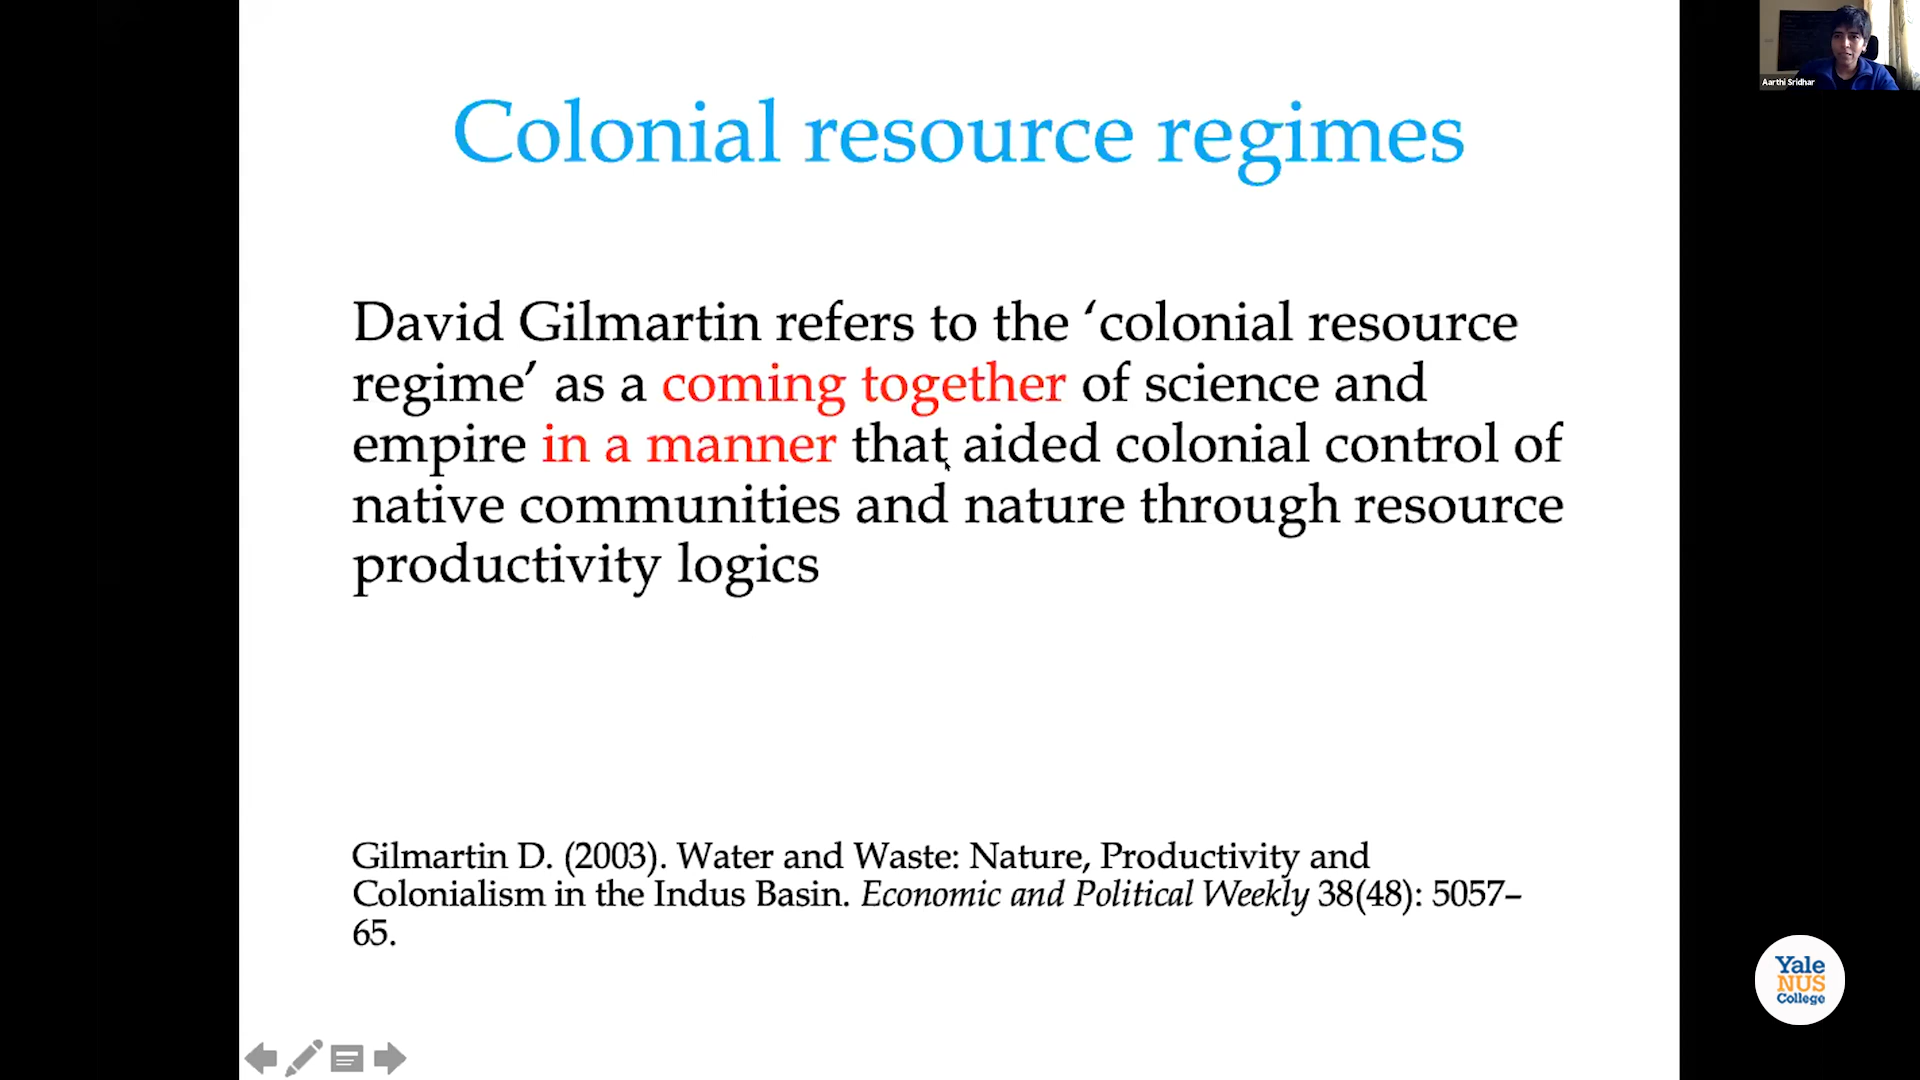 Aarthi Sridhar
Colonial resource regimes
David Gilmartin refers to the ‘colonial resource
regime’ as a coming together of science and
empire in a manner that aided colonial control of
native communities and nature through resource
productivity logics
Gilmartin D. (2003). Water and Waste: Nature, Productivity and
Colonialism in the Indus Basin. Economic and Political Weekly 38(48): 5057–
65.
Yale
NUS
College